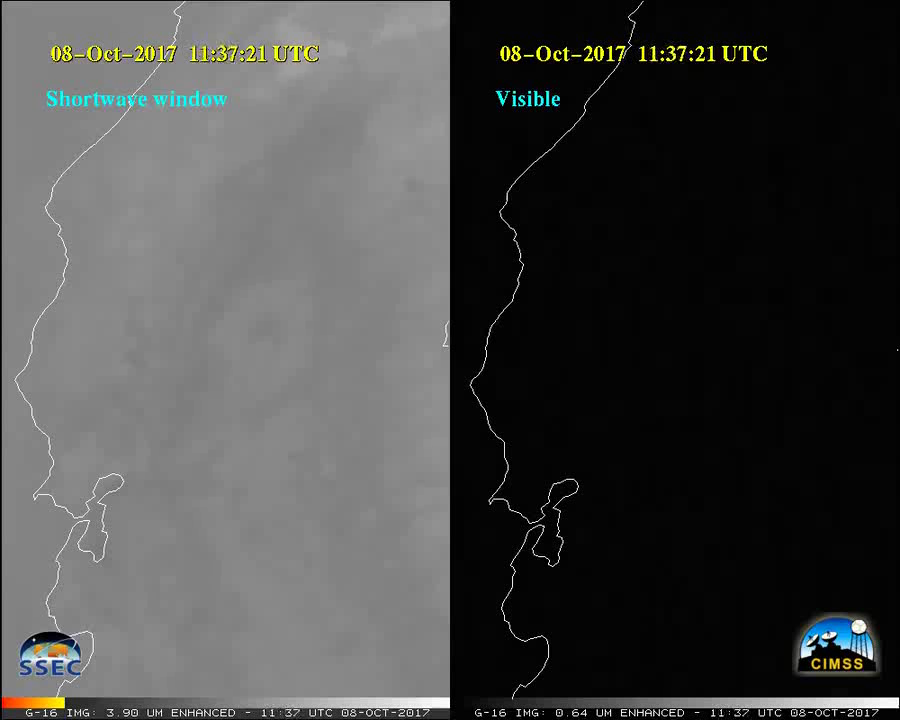 08-Oct-2017 11:37:21 UTC
Shortwave window
08-Oct-2017 11:37:21 UTC
Visible
SSEC
CIMSS
G-16 IMG: 3.90 UM ENHANCED - 11:37 UTC 08-OCT-2017
G-16 IMG: 0.64 UM ENHANCED - 11:37 UTC 08-OCT-2017